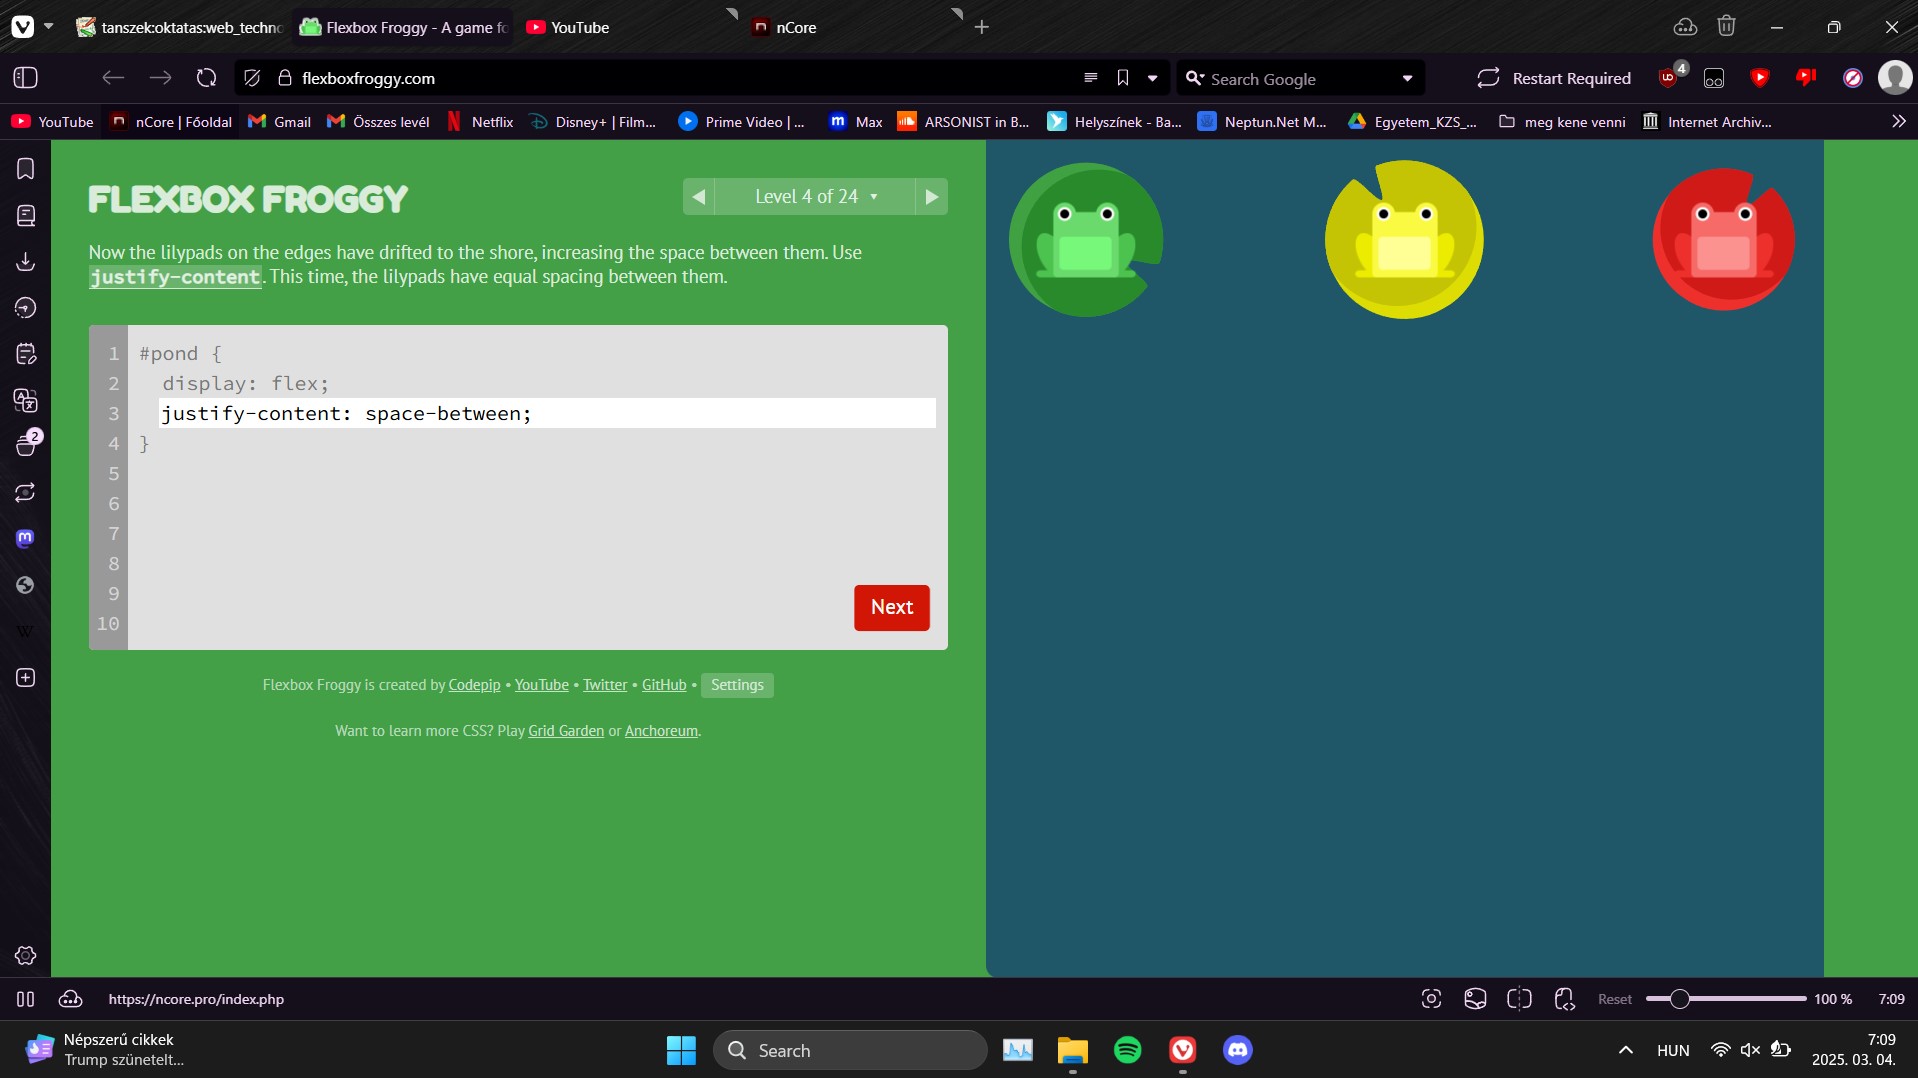 tanszek:oktatas:web_techno
Flexbox Froggy - A game fo
YouTube
nCore
flexboxfroggy.com
Search Google
Restart Required
4
YouTube
nCore | Főoldal
Gmail
Összes levél
Netflix
Disney+ | Film...
Prime Video | ...
Max
ARSONIST in B...
Helyszínek - Ba...
Neptun.Net M...
Egyetem_KZS_...
meg kene venni
Internet Archiv...
FLEXBOX FROGGY
Level 4 of 24
Now the lilypads on the edges have drifted to the shore, increasing the space between them. Use
justify-content. This time, the lilypads have equal spacing between them.
1 #pond {
2 display: flex;
3 justify-content: space-between;
4 }
5
6
7
8
9
10
Next
Flexbox Froggy is created by Codepip • YouTube • Twitter • GitHub • Settings
Want to learn more CSS? Play Grid Garden or Anchoreum.
2
https://ncore.pro/index.php
Reset
100 %
7:09
Népszerű cikkek
Trump szünetelt...
Search
HUN
7:09
2025. 03. 04.